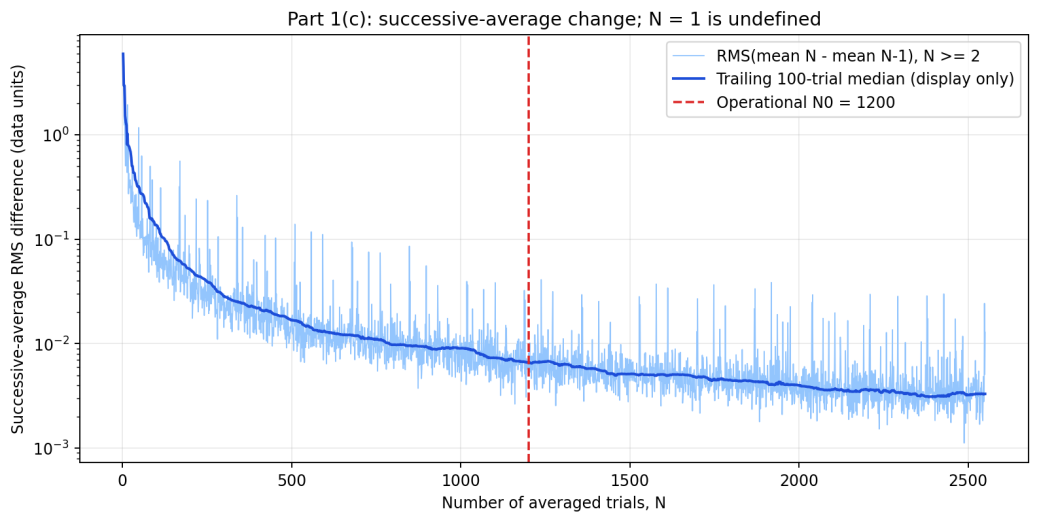 Part 1(c): successive-average change; N = 1 is undefined
RMS(mean N - mean N-1), N >= 2
Trailing 100-trial median (display only)
Operational N0 = 1200
Successive-average RMS difference (data units)
10⁰
10⁻¹
10⁻²
10⁻³
0 500 1000 1500 2000 2500
Number of averaged trials, N